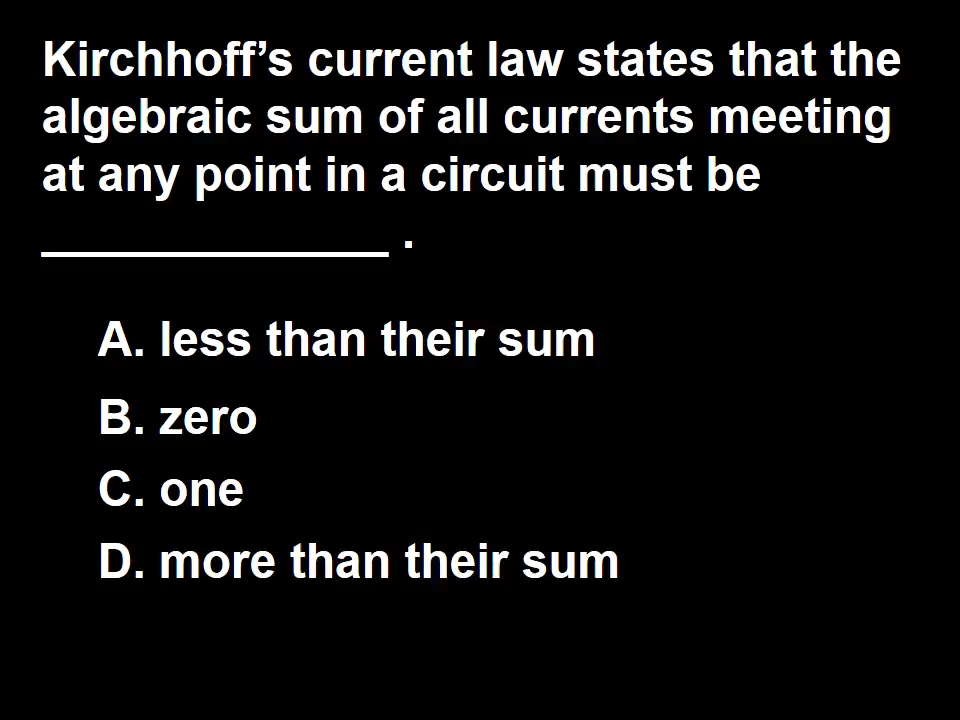 Kirchhoff’s current law states that the
algebraic sum of all currents meeting
at any point in a circuit must be
_____________ .
A. less than their sum
B. zero
C. one
D. more than their sum